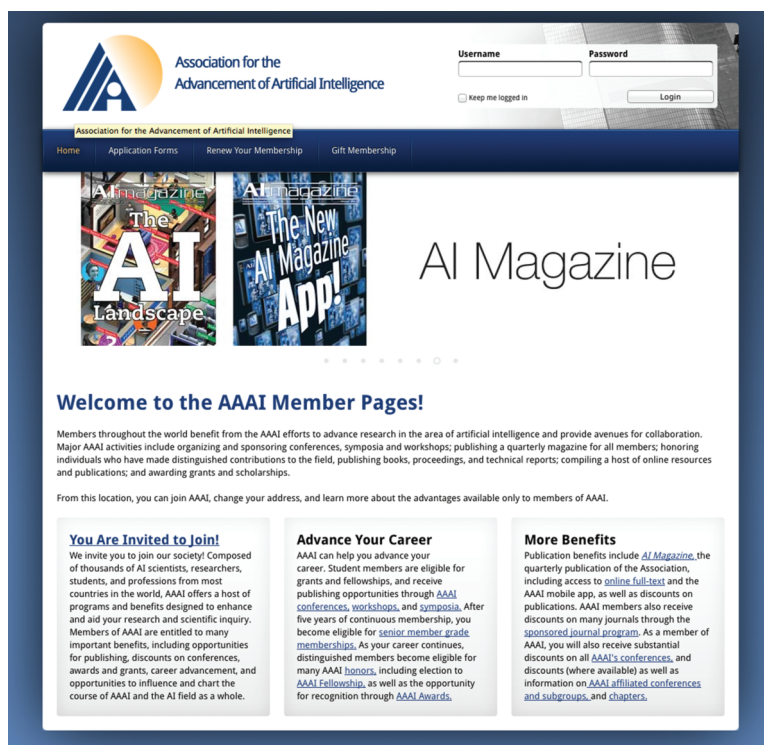 Association for the
Advancement of Artificial Intelligence
Username
Password
Keep me logged in
Login
Association for the Advancement of Artificial Intelligence
Home
Application Forms
Renew Your Membership
Gift Membership
AI magazine
The
AI
Landscape
AI magazine
The New
AI Magazine
App!
AI Magazine
Welcome to the AAAI Member Pages!
Members throughout the world benefit from the AAAI efforts to advance research in the area of artificial intelligence and provide avenues for collaboration.
Major AAAI activities include organizing and sponsoring conferences, symposia and workshops; publishing a quarterly magazine for all members; honoring
individuals who have made distinguished contributions to the field, publishing books, proceedings, and technical reports; compiling a host of online resources
and publications; and awarding grants and scholarships.
From this location, you can join AAAI, change your address, and learn more about the advantages available only to members of AAAI.
You Are Invited to Join!
We invite you to join our society! Composed
of thousands of AI scientists, researchers,
students, and professions from most
countries in the world, AAAI offers a host of
programs and benefits designed to enhance
and aid your research and scientific inquiry.
Members of AAAI are entitled to many
important benefits, including opportunities
for publishing, discounts on conferences,
awards and grants, career advancement, and
opportunities to influence and chart the
course of AAAI and the AI field as a whole.
Advance Your Career
AAAI can help you advance your
career. Student members are eligible for
grants and fellowships, and receive
publishing opportunities through AAAI
conferences, workshops, and symposia. After
five years of continuous membership, you
become eligible for senior member grade
memberships. As your career continues,
distinguished members become eligible for
many AAAI honors, including election to
AAAI Fellowship, as well as the opportunity
for recognition through AAAI Awards.
More Benefits
Publication benefits include AI Magazine, the
quarterly publication of the Association,
including access to online full-text and the
AAAI mobile app, as well as discounts on
publications. AAAI members also receive
discounts on many journals through the
sponsored journal program. As a member of
AAAI, you will also receive substantial
discounts on all AAAI's conferences, and
discounts (where available) as well as
information on AAAI affiliated conferences
and subgroups, and chapters.